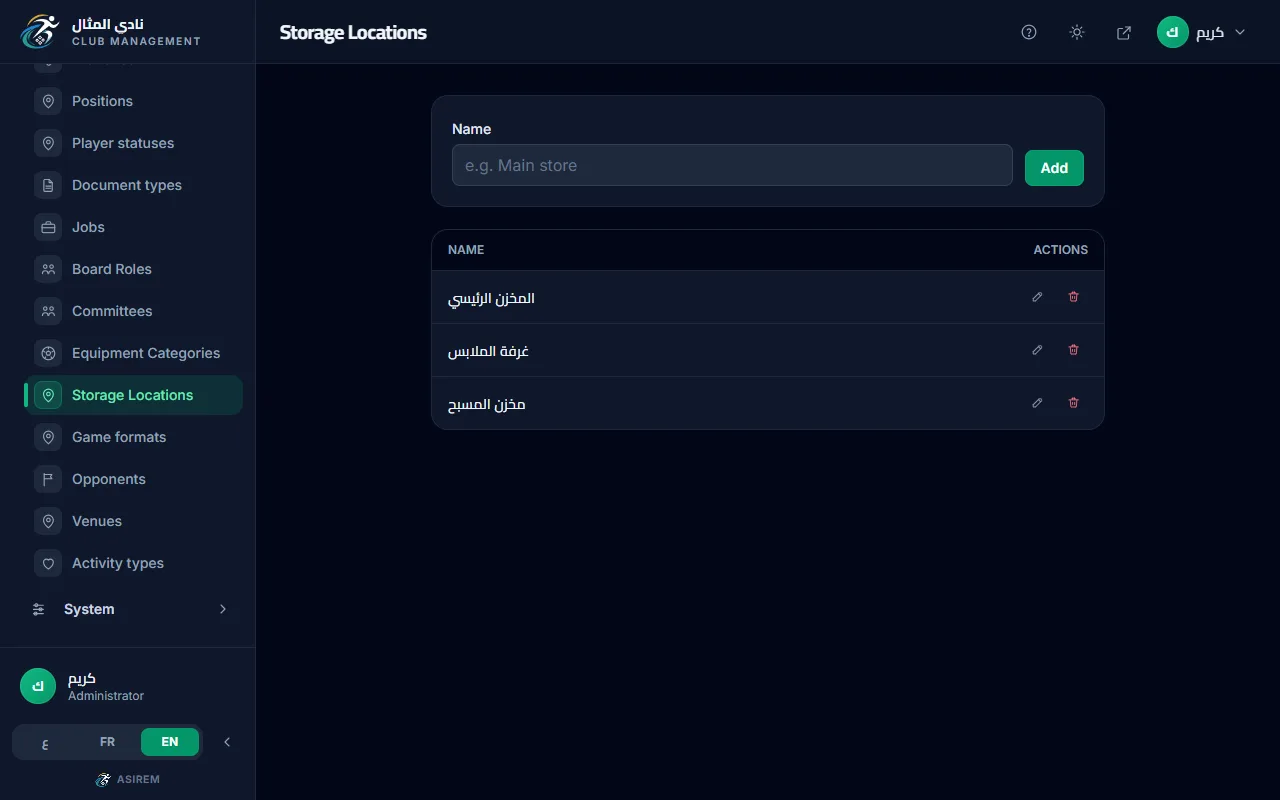 نادي المثال
CLUB MANAGEMENT
Storage Locations
ك
كريم
Positions
Player statuses
Document types
Jobs
Board Roles
Committees
Equipment Categories
Storage Locations
Game formats
Opponents
Venues
Activity types
System
ك
كريم
Administrator
ع
FR
EN
ASIREM
Name
e.g. Main store
Add
NAME
ACTIONS
المخزن الرئيسي
غرفة الملابس
مخزن المسبح